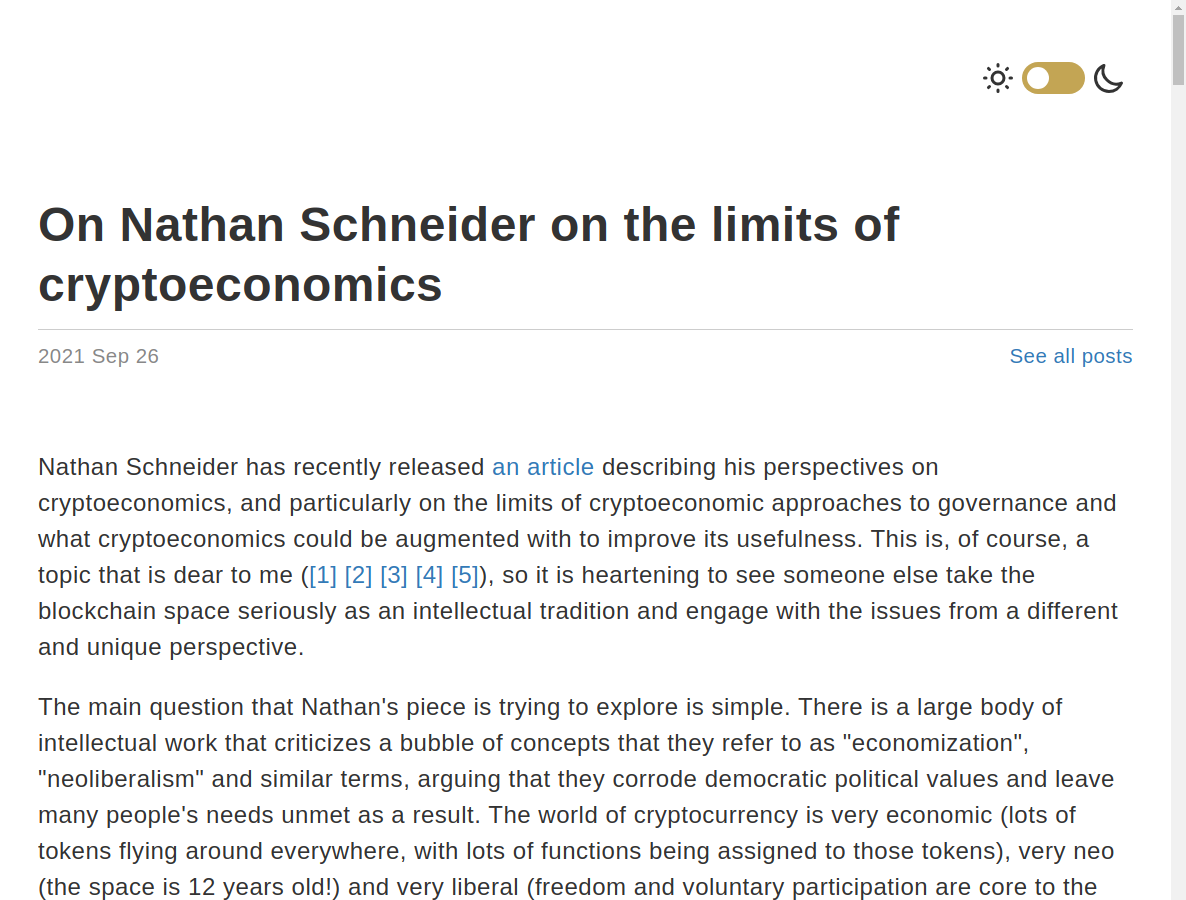 On Nathan Schneider on the limits of
cryptoeconomics
2021 Sep 26
See all posts
Nathan Schneider has recently released an article describing his perspectives on
cryptoeconomics, and particularly on the limits of cryptoeconomic approaches to governance and
what cryptoeconomics could be augmented with to improve its usefulness. This is, of course, a
topic that is dear to me ([1] [2] [3] [4] [5]), so it is heartening to see someone else take the
blockchain space seriously as an intellectual tradition and engage with the issues from a different
and unique perspective.
The main question that Nathan's piece is trying to explore is simple. There is a large body of
intellectual work that criticizes a bubble of concepts that they refer to as "economization",
"neoliberalism" and similar terms, arguing that they corrode democratic political values and leave
many people's needs unmet as a result. The world of cryptocurrency is very economic (lots of
tokens flying around everywhere, with lots of functions being assigned to those tokens), very neo
(the space is 12 years old!) and very liberal (freedom and voluntary participation are core to the